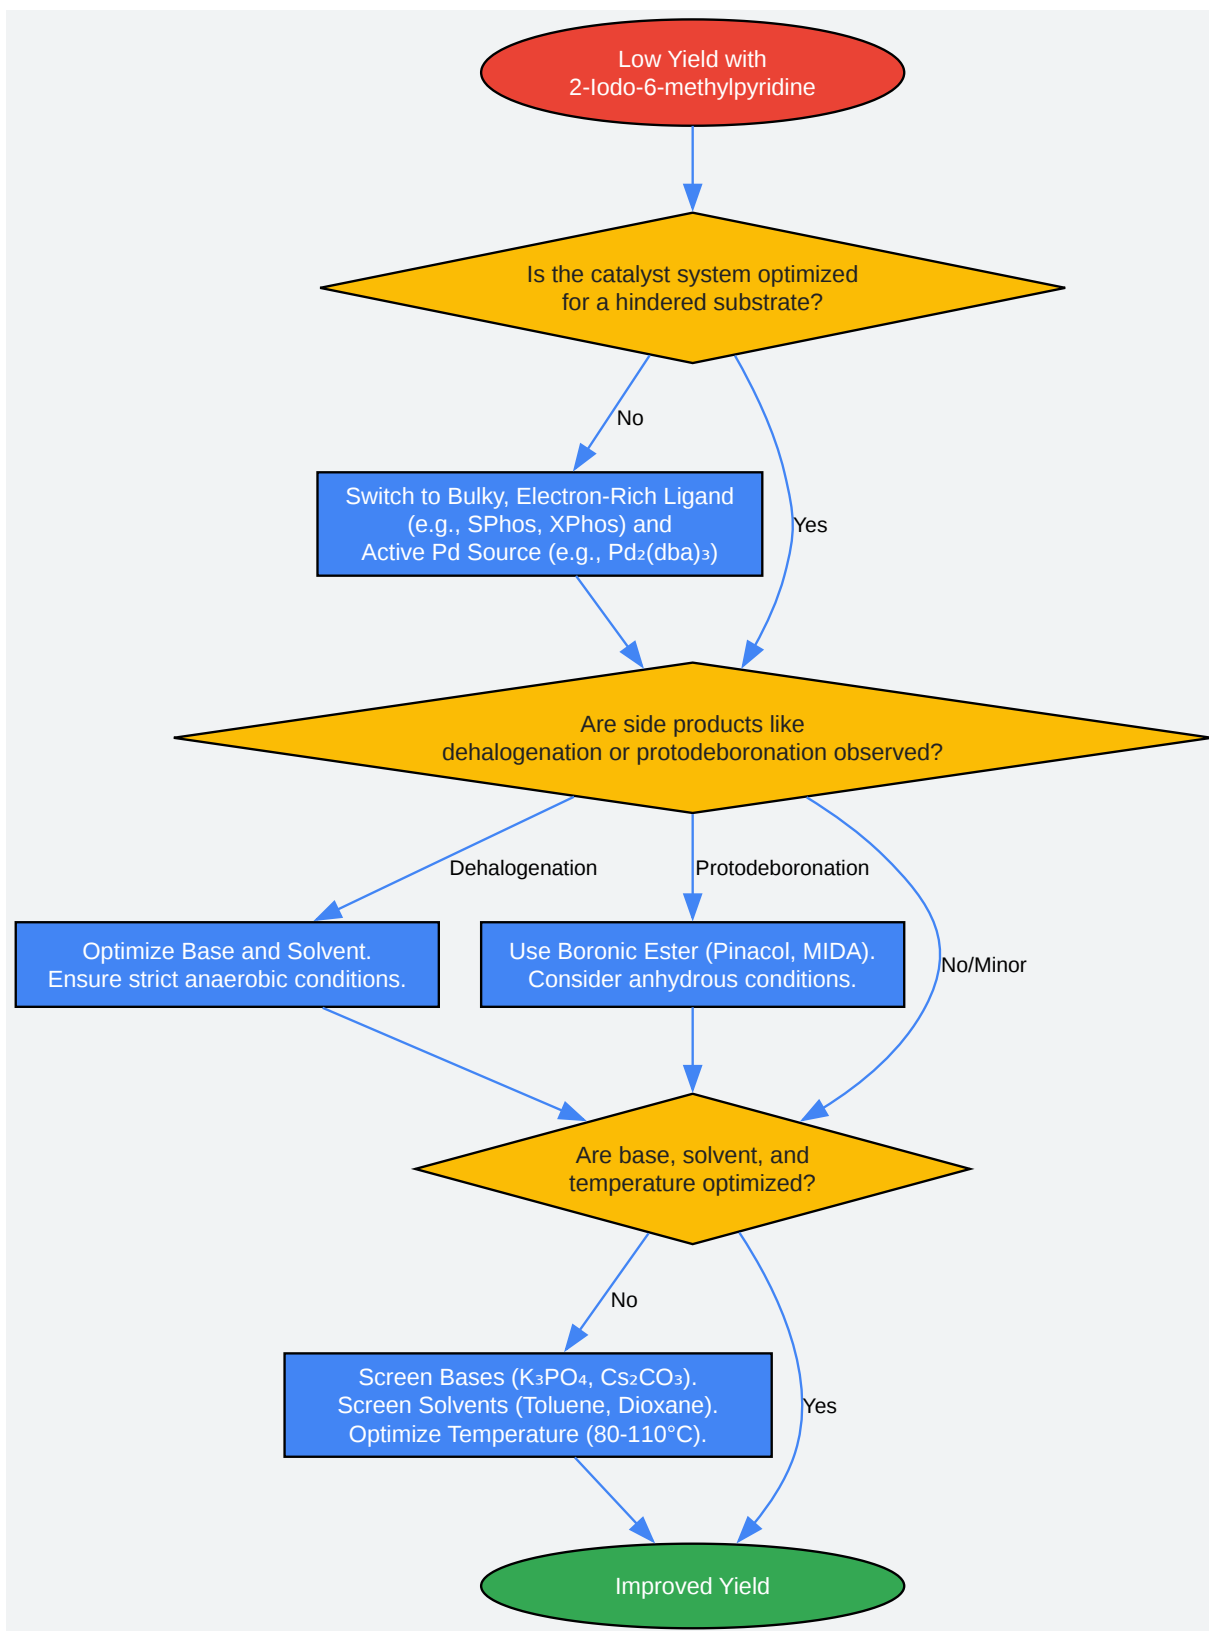 Low Yield with
2-Iodo-6-methylpyridine
Is the catalyst system optimized
for a hindered substrate?
No
Switch to Bulky, Electron-Rich Ligand
(e.g., SPhos, XPhos) and
Active Pd Source (e.g., Pd₂(dba)₃)
Yes
Are side products like
dehalogenation or protodeboronation observed?
Dehalogenation
Protodeboronation
Optimize Base and Solvent.
Ensure strict anaerobic conditions.
Use Boronic Ester (Pinacol, MIDA).
Consider anhydrous conditions.
No/Minor
Are base, solvent, and
temperature optimized?
No
Screen Bases (K₃PO₄, Cs₂CO₃).
Screen Solvents (Toluene, Dioxane).
Optimize Temperature (80-110°C).
Yes
Improved Yield